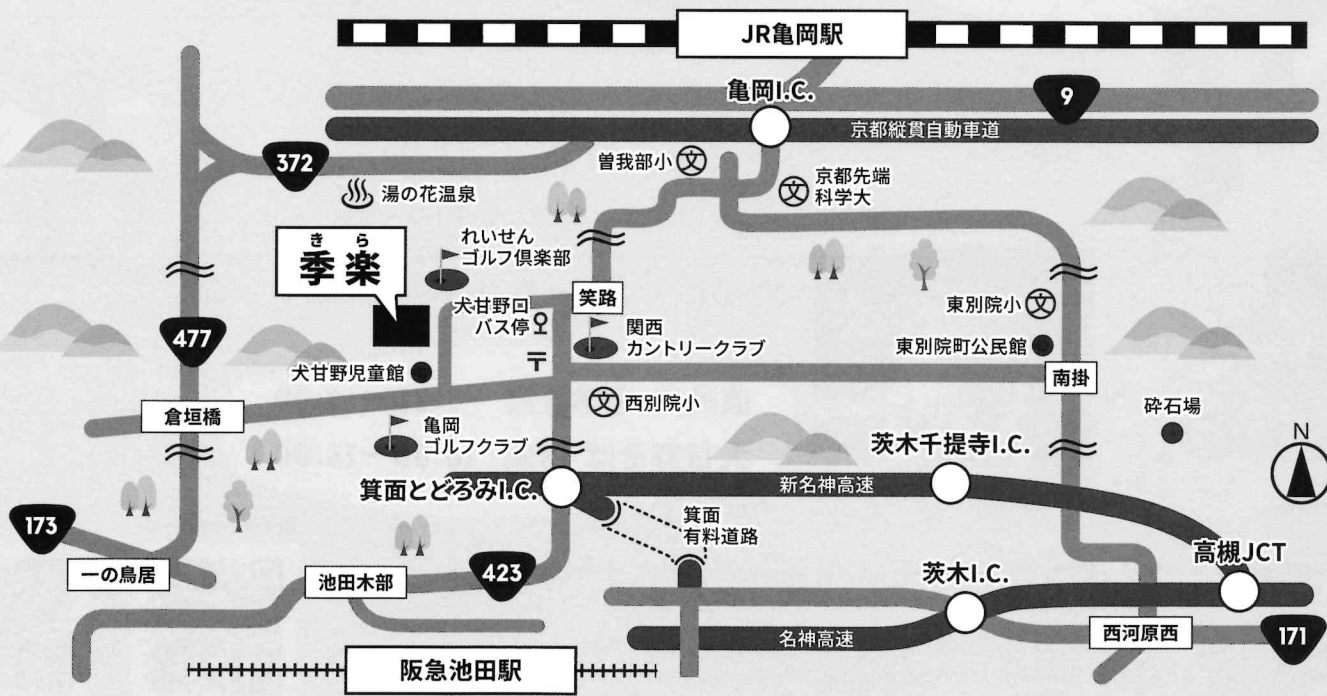 JR亀岡駅
亀岡I.C.
9
京都縦貫自動車道
372
曽我部小
文
文
京都先端
科学大
湯の花温泉
きら
季楽
れいせん
ゴルフ倶楽部
犬甘野口
バス停
笑路
関西
カントリークラブ
東別院小
文
477
東別院町公民館
犬甘野児童館
南掛
倉垣橋
文
西別院小
亀岡
ゴルフクラブ
砕石場
N
茨木千提寺I.C.
箕面とどろみI.C.
新名神高速
173
箕面
有料道路
高槻JCT
一の鳥居
池田木部
423
茨木I.C.
名神高速
西河原西
171
阪急池田駅